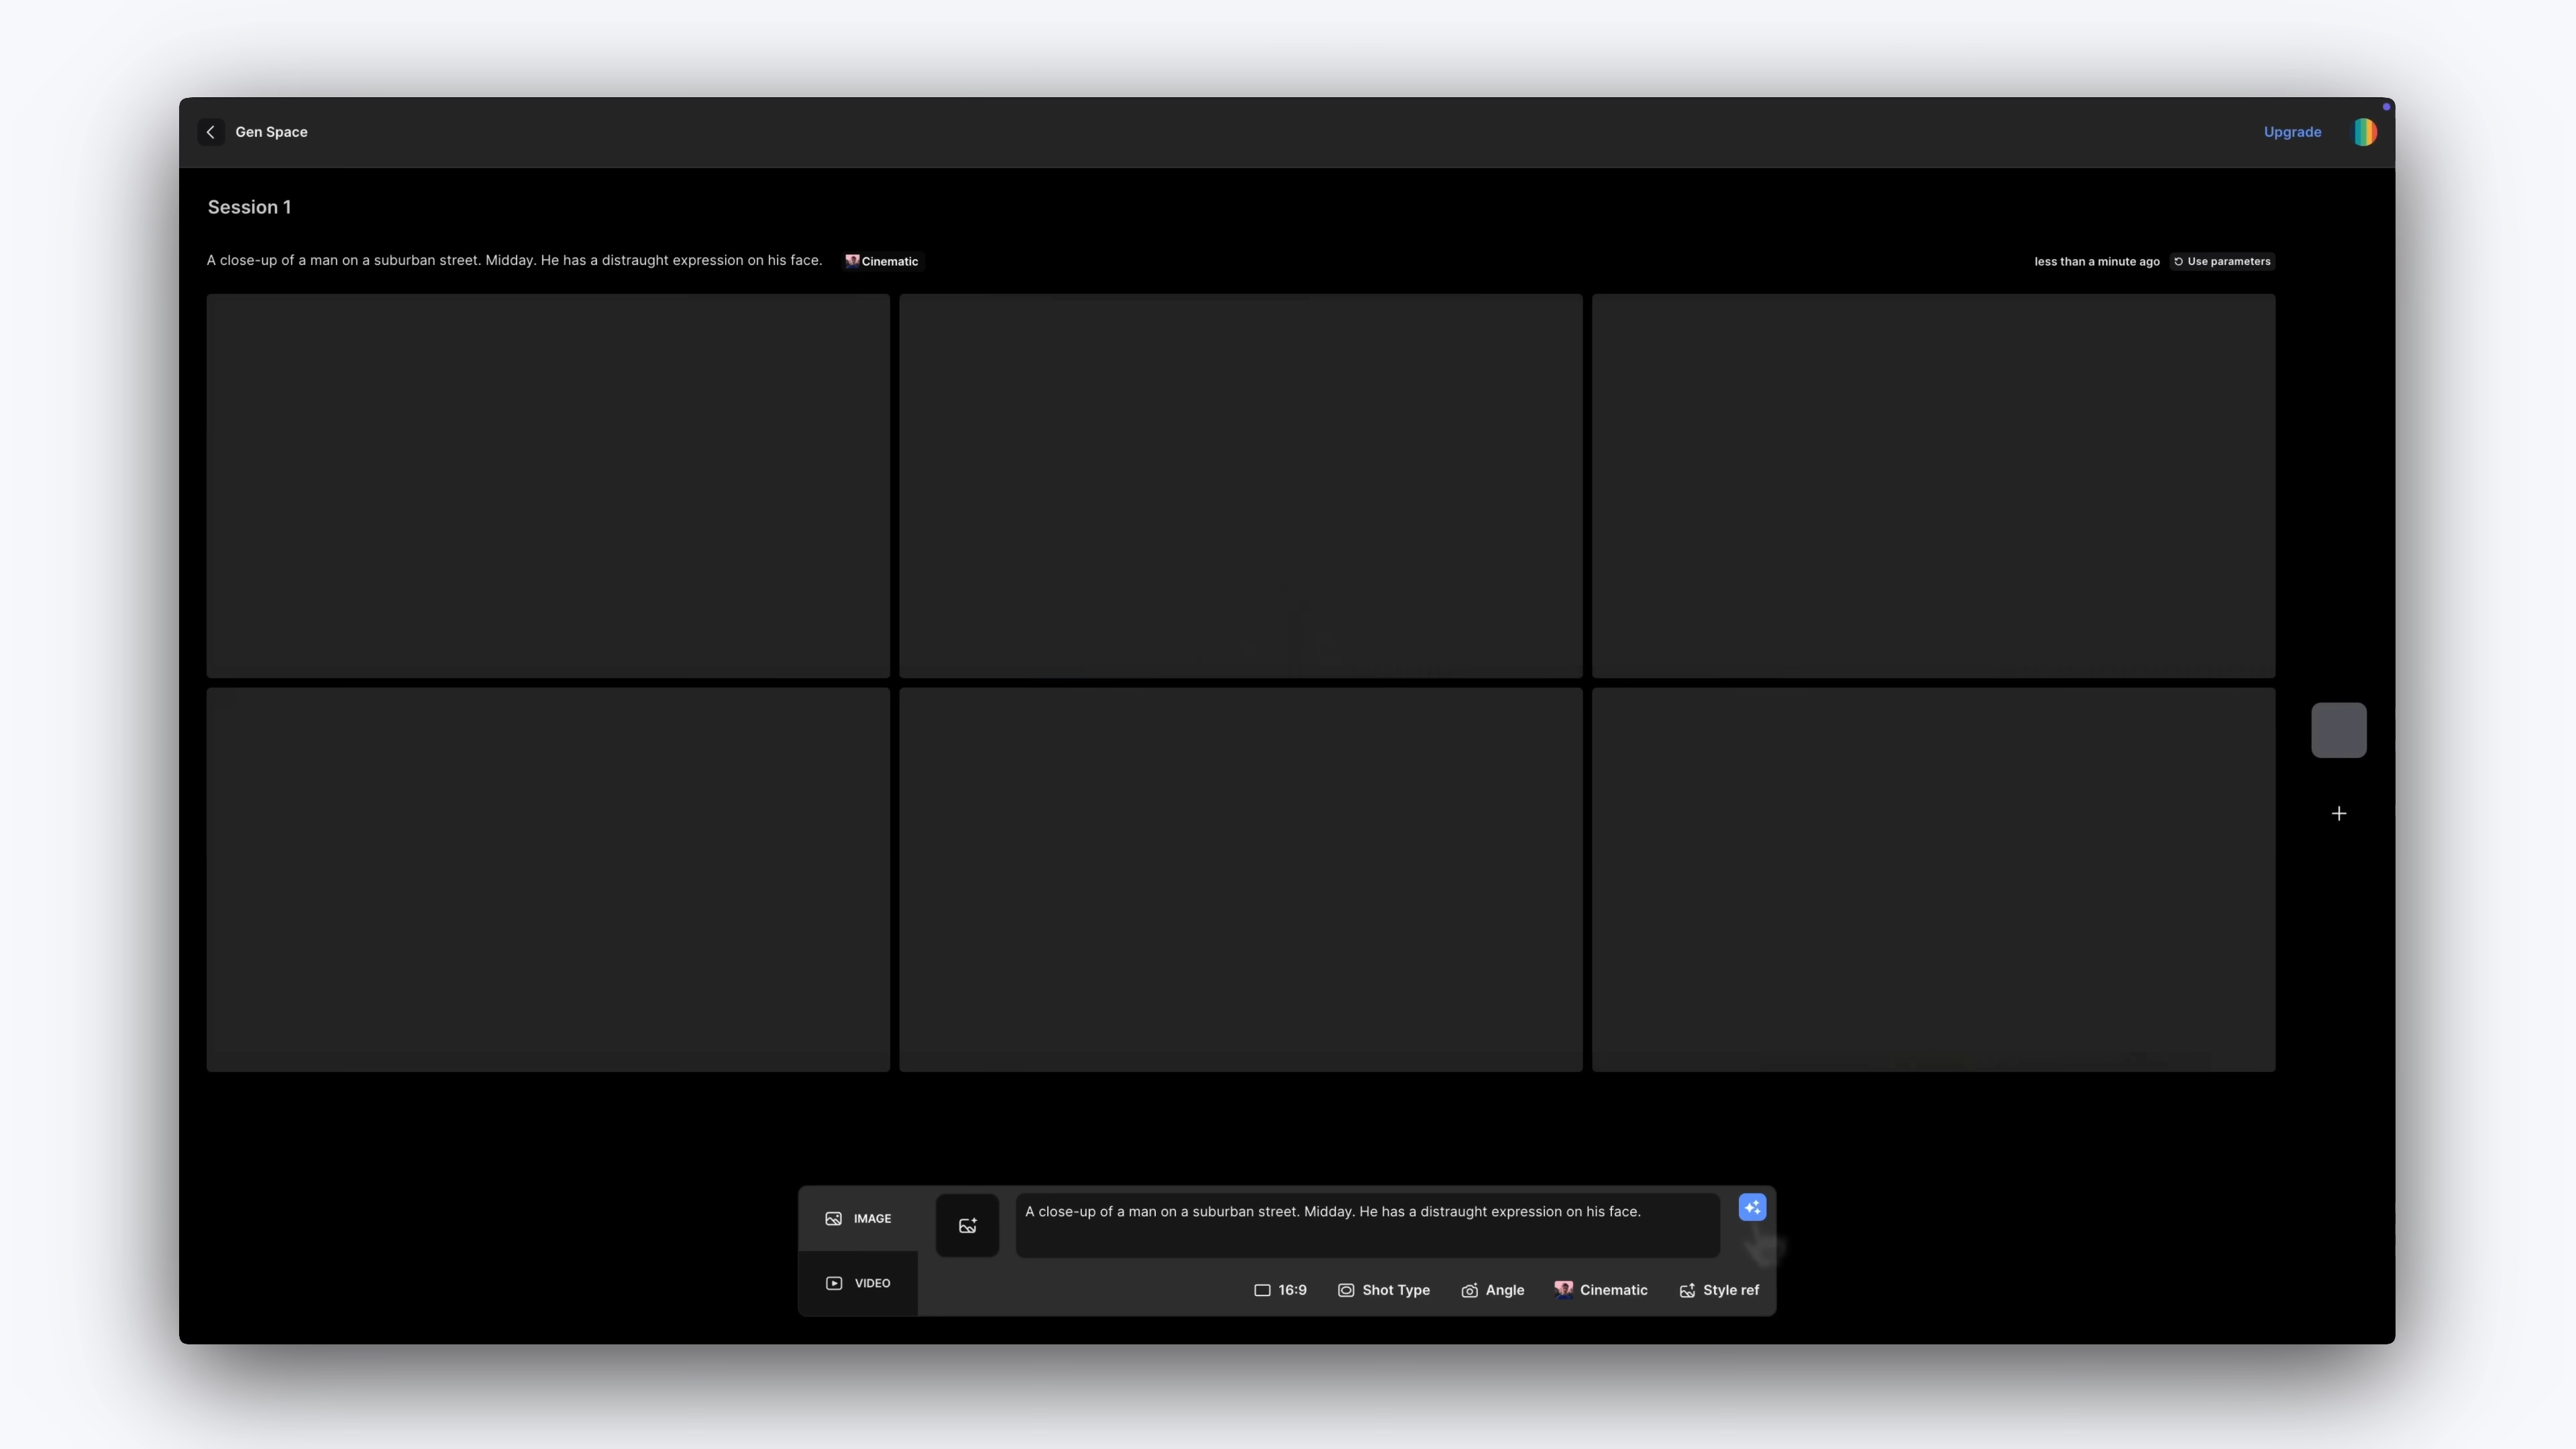 Gen Space
Upgrade
Session 1
A close-up of a man on a suburban street. Midday. He has a distraught expression on his face.
Cinematic
less than a minute ago
Use parameters
IMAGE
A close-up of a man on a suburban street. Midday. He has a distraught expression on his face.
VIDEO
16:9
Shot Type
Angle
Cinematic
Style ref